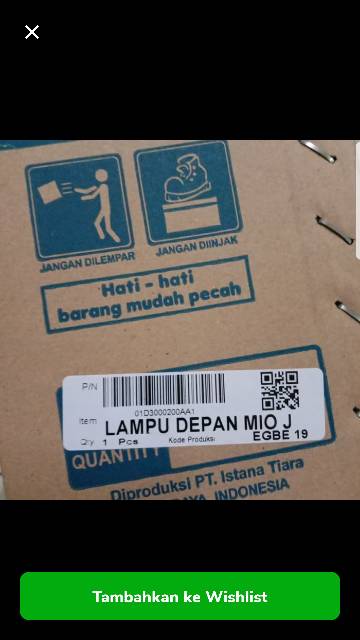 JANGAN DILEMPAR
JANGAN DIINJAK
Hati - hati
barang mudah pecah
P/N
01D3000200AA1
Item LAMPU DEPAN MIO J
Qty 1 Pcs Kode Produksi EGBE 19
QUANTITY
Diproduksi PT. Istana Tiara
INDONESIA
Tambahkan ke Wishlist